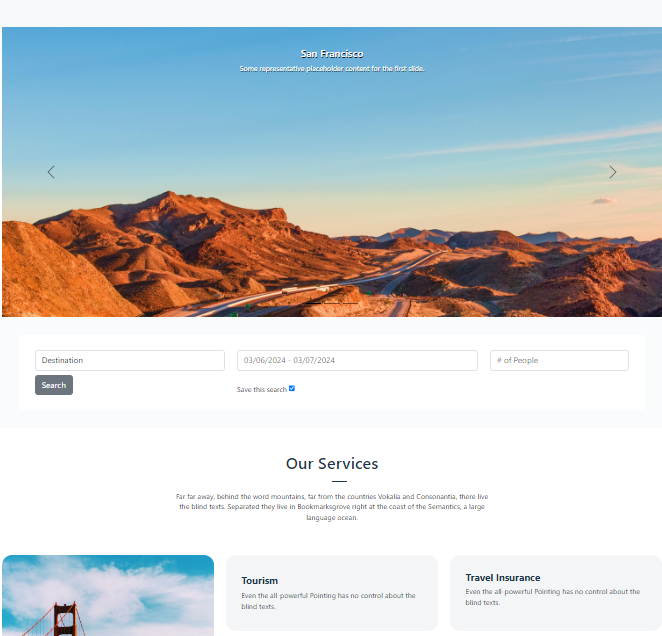 San Francisco
Some representative placeholder content for the first slide.
Destination
03/06/2024 - 03/07/2024
# of People
Search
Save this search
Our Services
Far far away, behind the word mountains, far from the countries Vokalia and Consonantia, there live
the blind texts. Separated they live in Bookmarksgrove right at the coast of the Semantics, a large
language ocean.
Tourism
Even the all-powerful Pointing has no control about the
blind texts.
Travel Insurance
Even the all-powerful Pointing has no control about the
blind texts.